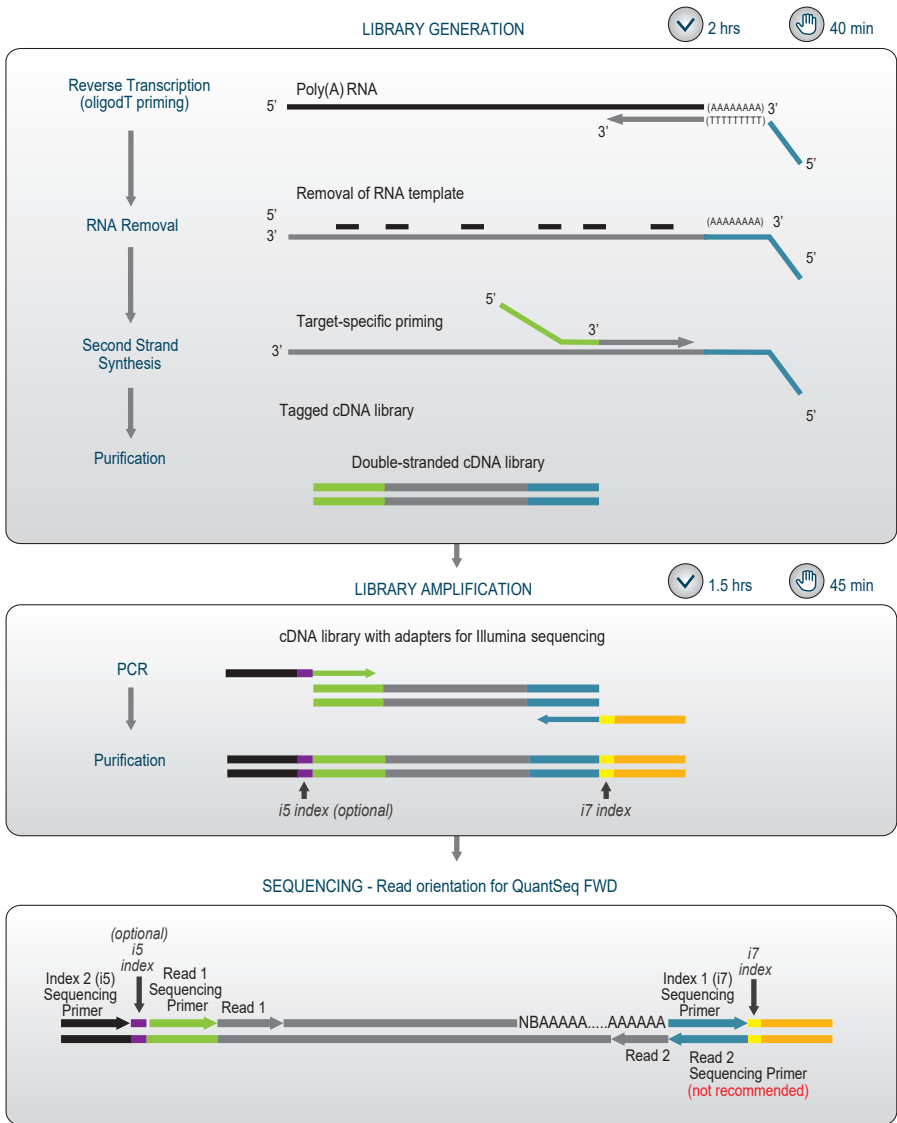 LIBRARY GENERATION
2 hrs
40 min
Reverse Transcription
(oligodT priming)
Poly(A) RNA
5’
(AAAAAAAA) 3’
3’
(TTTTTTTTT)
5’
Removal of RNA template
5’
RNA Removal
(AAAAAAAA) 3’
3’
5’
5’
Target-specific priming
3’
Second Strand
Synthesis
3’
5’
Tagged cDNA library
Purification
Double-stranded cDNA library
LIBRARY AMPLIFICATION
1.5 hrs
45 min
cDNA library with adapters for Illumina sequencing
PCR
Purification
i5 index (optional)
i7 index
SEQUENCING - Read orientation for QuantSeq FWD
(optional)
i5
index
Index 2 (i5)
Sequencing
Primer
Read 1
Sequencing
Primer
Read 1
Index 1 (i7)
Sequencing
Primer
i7
index
NBAAAAA.....AAAAAA
Read 2
Read 2
Sequencing Primer
(not recommended)